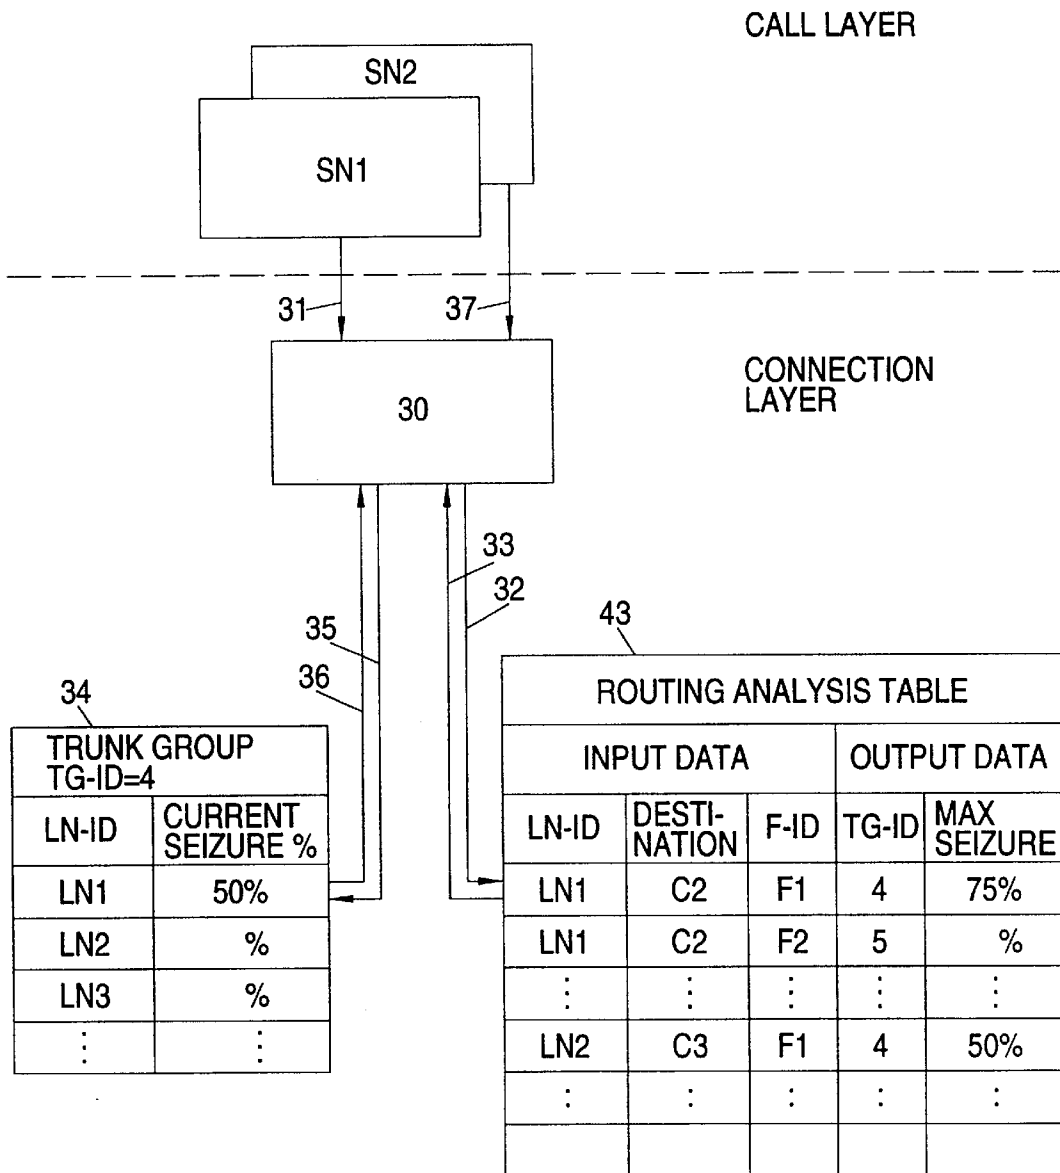 CALL LAYER
SN2
SN1
31
37
CONNECTION
LAYER
30
33
32
35
36
43
34
ROUTING ANALYSIS TABLE
INPUT DATA OUTPUT DATA
LN-ID DESTI-
NATION F-ID TG-ID MAX
SEIZURE
LN1 C2 F1 4 75%
LN1 C2 F2 5 %
⋮ ⋮ ⋮ ⋮ ⋮
LN2 C3 F1 4 50%
⋮ ⋮ ⋮ ⋮ ⋮
TRUNK GROUP
TG-ID=4
LN-ID CURRENT
SEIZURE %
LN1 50%
LN2 %
LN3 %
⋮ ⋮